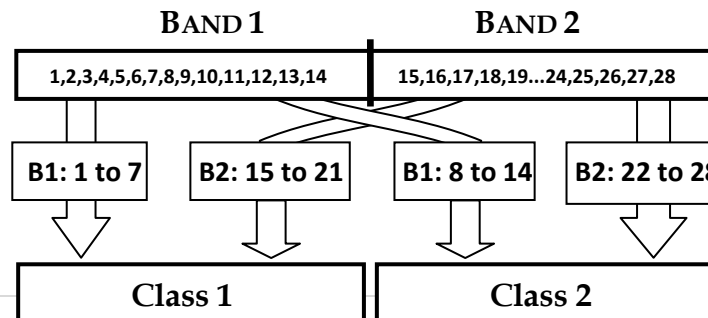 BAND 1 BAND 2
1,2,3,4,5,6,7,8,9,10,11,12,13,14 15,16,17,18,19...24,25,26,27,28
B1: 1 to 7 B2: 15 to 21 B1: 8 to 14 B2: 22 to 28
Class 1 Class 2